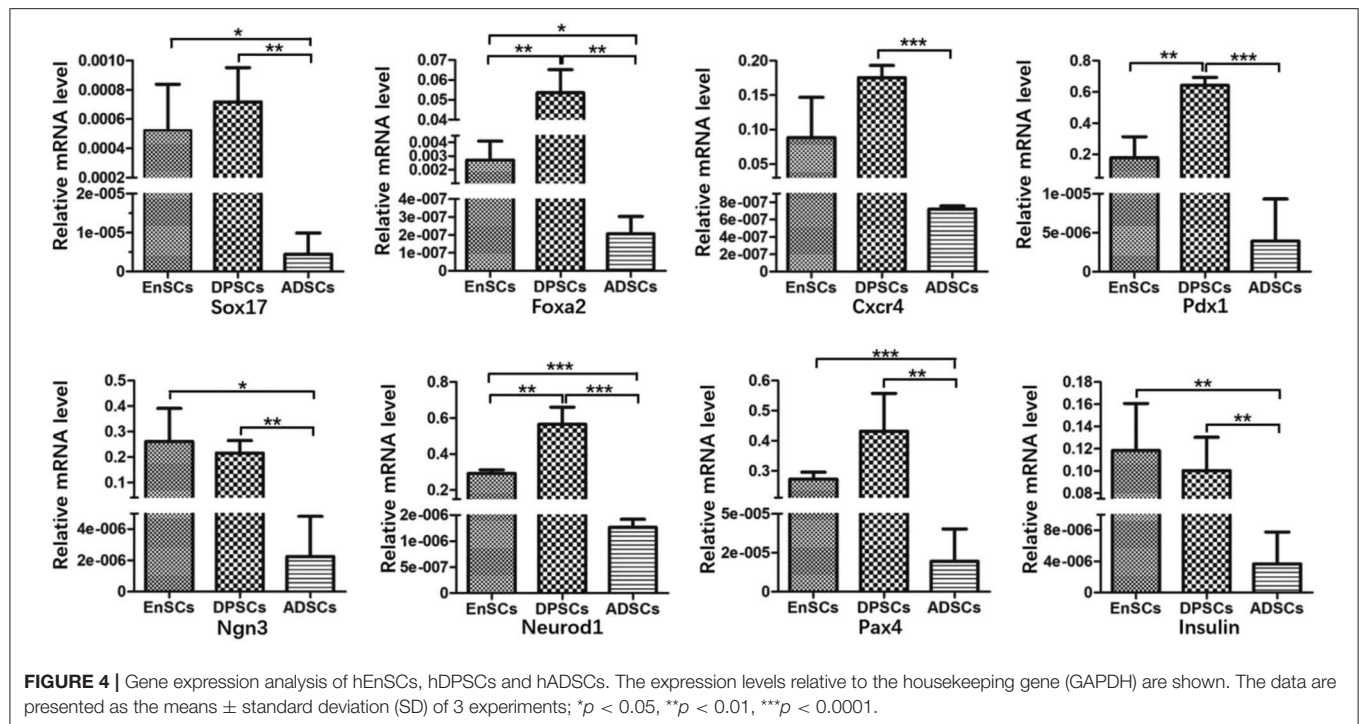 * * * *** 
** ** ** ** ***
Relative mRNA level Relative mRNA level Relative mRNA level Relative mRNA level
0.0010 0.07 0.20 0.8
0.0008 0.06 0.15 0.6
0.0006 0.05 0.10 0.4
0.0004 0.04 0.05 0.2
0.0002 0.004
0.003
0.002
2e-005 4e-007 8e-007 1e-005
1e-005 3e-007 6e-007 5e-006
2e-007 4e-007
1e-007 2e-007
0 0 0 0
EnSCs DPSCs ADSCs EnSCs DPSCs ADSCs EnSCs DPSCs ADSCs EnSCs DPSCs ADSCs
Sox17 Foxa2 Cxcr4 Pdx1
* *** *** **
** ** *** ** **
Relative mRNA level Relative mRNA level Relative mRNA level Relative mRNA level
0.5 0.8 0.6 0.18
0.4 0.6 0.5 0.16
0.3 0.4 0.4 0.14
0.2 0.2 0.3 0.12
0.1 0.10
0.08
4e-006 2e-006 5e-005 8e-006
2e-006 1e-006 2e-005 4e-006
5e-007
0 0 0 0
EnSCs DPSCs ADSCs EnSCs DPSCs ADSCs EnSCs DPSCs ADSCs EnSCs DPSCs ADSCs
Ngn3 Neurod1 Pax4 Insulin
FIGURE 4 | Gene expression analysis of hEnSCs, hDPSCs and hADSCs. The expression levels relative to the housekeeping gene (GAPDH) are shown. The data are
presented as the means ± standard deviation (SD) of 3 experiments; *p < 0.05, **p < 0.01, ***p < 0.0001.